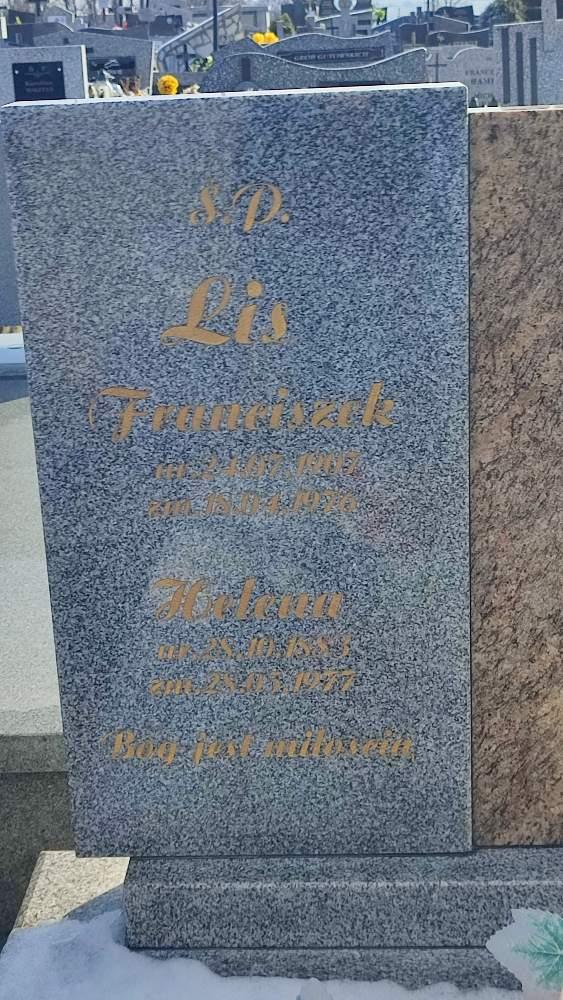 Ś.P.
Lis
Franciszek
ur. 24.07.1907
zm. 18.04.1976
Helena
ur. 28.10.1883
zm. 28.05.1977
Bóg jest miłością
FRANCI